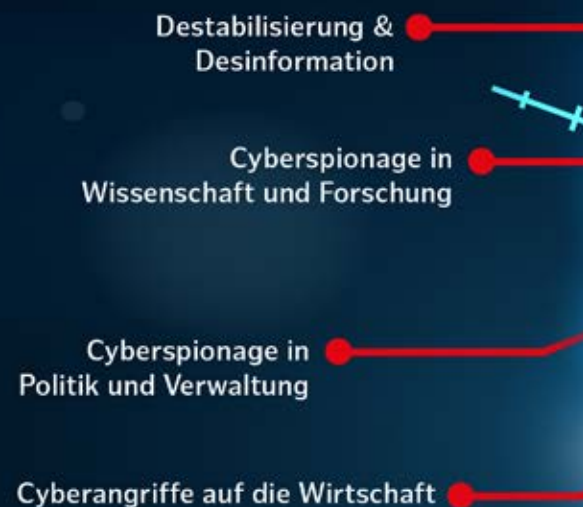 Destabilisierung &
Desinformation
Cyberspionage in
Wissenschaft und Forschung
Cyberspionage in
Politik und Verwaltung
Cyberangriffe auf die Wirtschaft